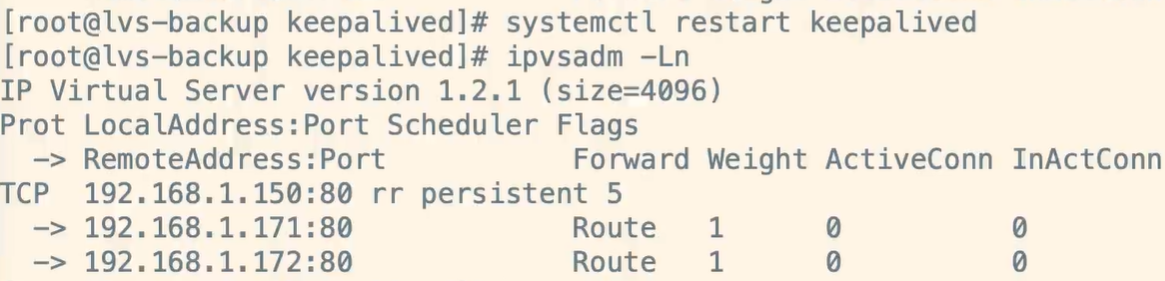 [root@lvs-backup keepalived]# systemctl restart keepalived
[root@lvs-backup keepalived]# ipvsadm -Ln
IP Virtual Server version 1.2.1 (size=4096)
Prot LocalAddress:Port Scheduler Flags
  -> RemoteAddress:Port           Forward Weight ActiveConn InActConn
TCP  192.168.1.150:80 rr persistent 5
  -> 192.168.1.171:80             Route   1      0          0
  -> 192.168.1.172:80             Route   1      0          0